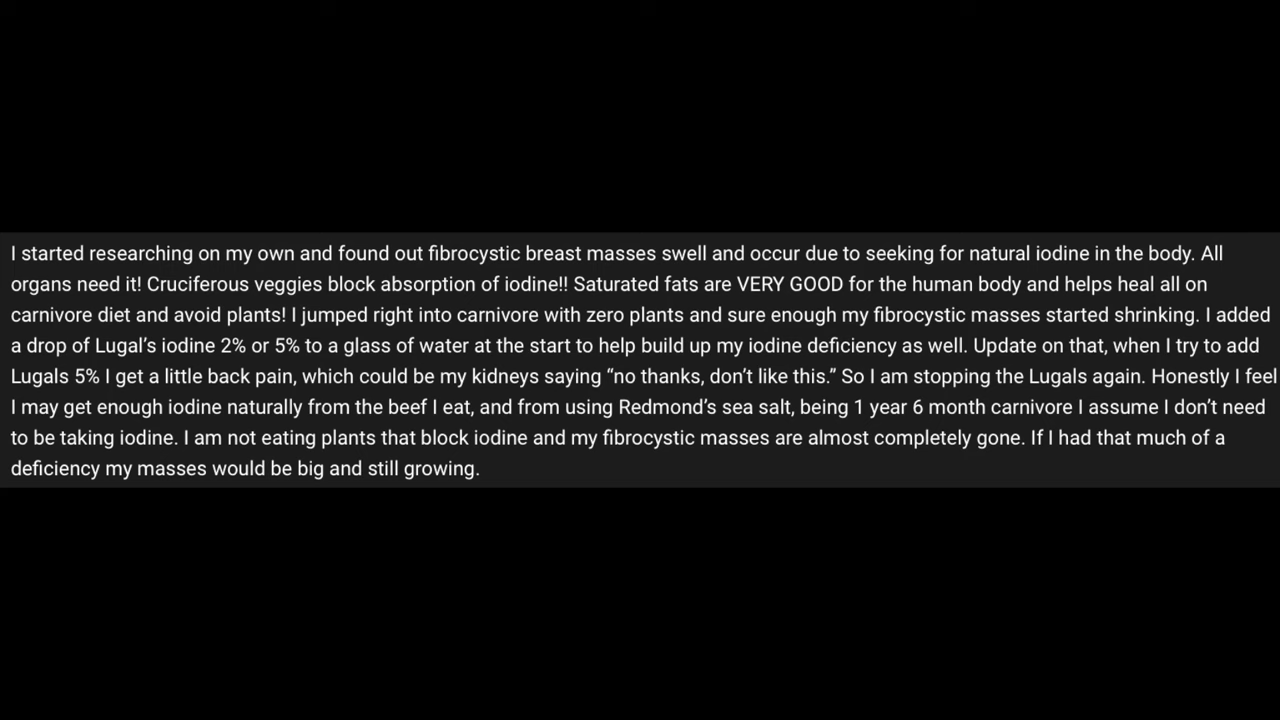 I started researching on my own and found out fibrocystic breast masses swell and occur due to seeking for natural iodine in the body. All
organs need it! Cruciferous veggies block absorption of iodine!! Saturated fats are VERY GOOD for the human body and helps heal all on
carnivore diet and avoid plants! I jumped right into carnivore with zero plants and sure enough my fibrocystic masses started shrinking. I added
a drop of Lugal’s iodine 2% or 5% to a glass of water at the start to help build up my iodine deficiency as well. Update on that, when I try to add
Lugals 5% I get a little back pain, which could be my kidneys saying “no thanks, don’t like this.” So I am stopping the Lugals again. Honestly I feel
I may get enough iodine naturally from the beef I eat, and from using Redmond’s sea salt, being 1 year 6 month carnivore I assume I don’t need
to be taking iodine. I am not eating plants that block iodine and my fibrocystic masses are almost completely gone. If I had that much of a
deficiency my masses would be big and still growing.